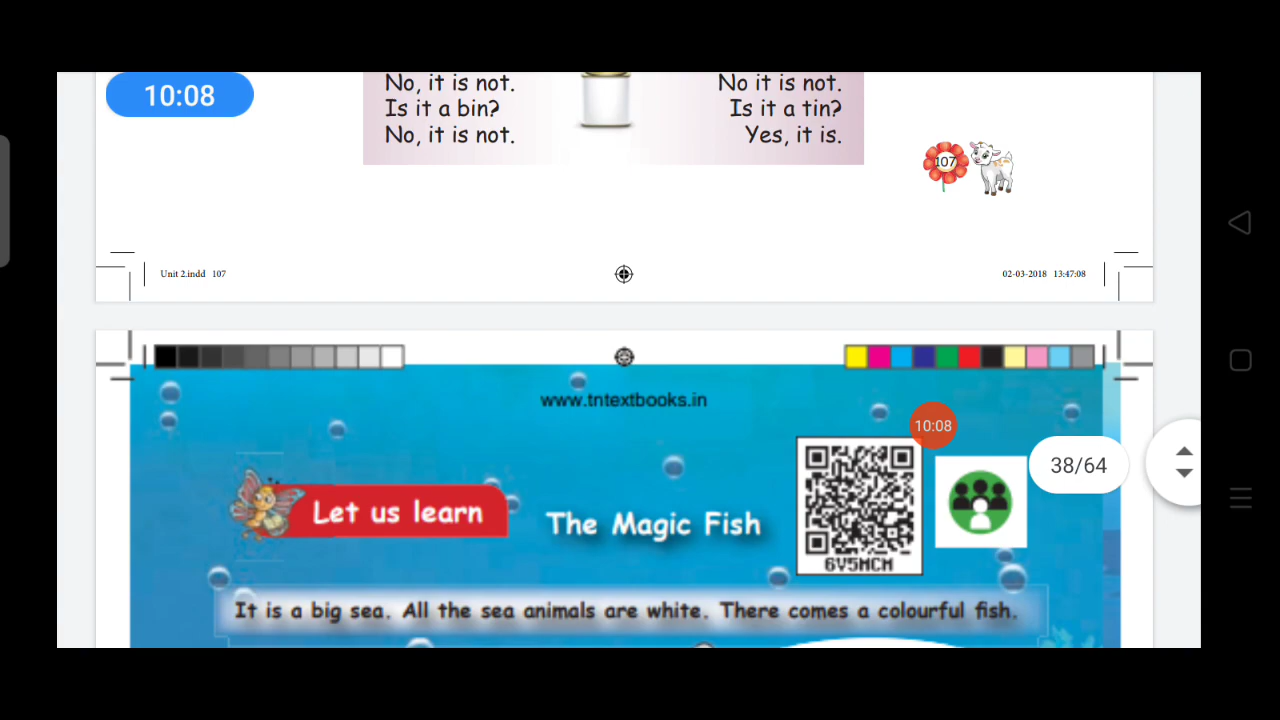 10:08
No, it is not.
Is it a bin?
No, it is not.
No it is not.
Is it a tin?
Yes, it is.
107
Unit 2.indd 107
02-03-2018 13:47:08
www.tntextbooks.in
10:08
38/64
Let us learn
The Magic Fish
6V5MCM
It is a big sea. All the sea animals are white. There comes a colourful fish.